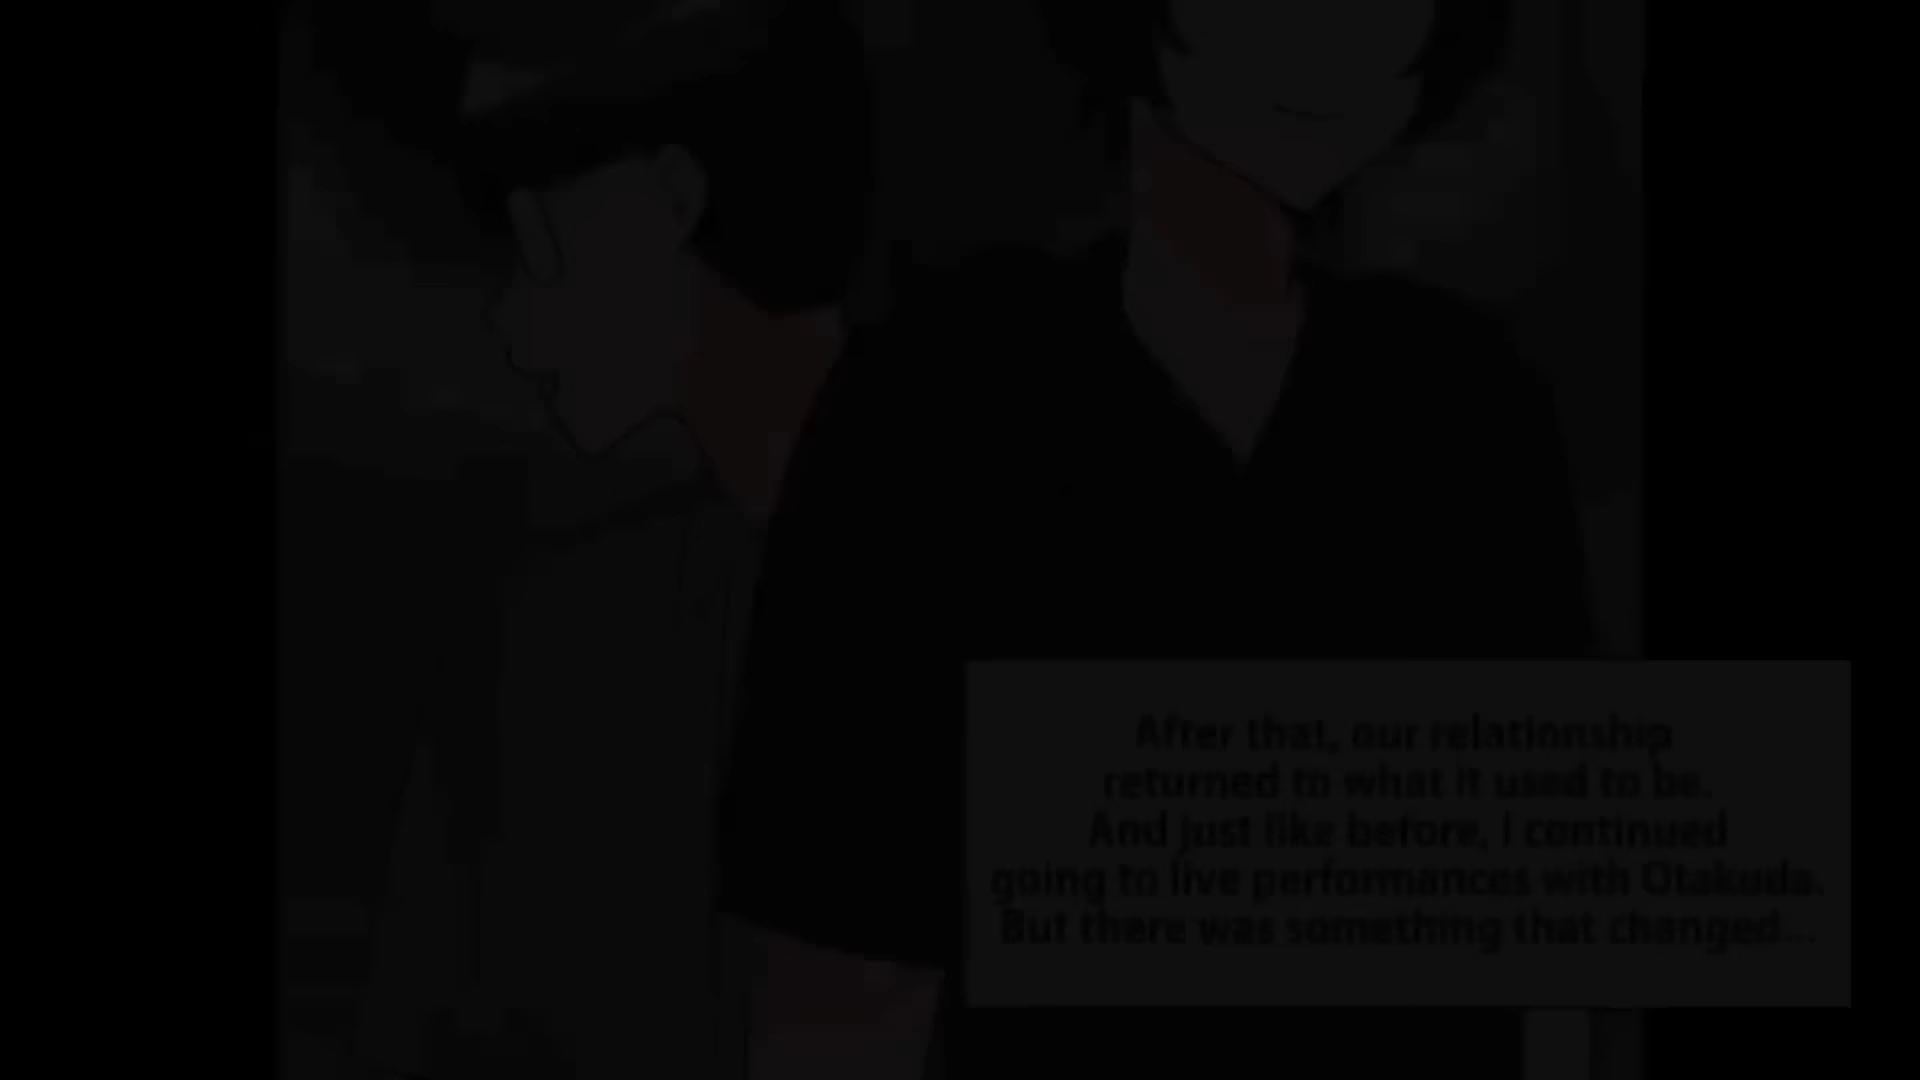 After that, our relationship
returned to what it used to be.
And just like before, I continued
going to live performances with Otakuda.
But there was something that changed...